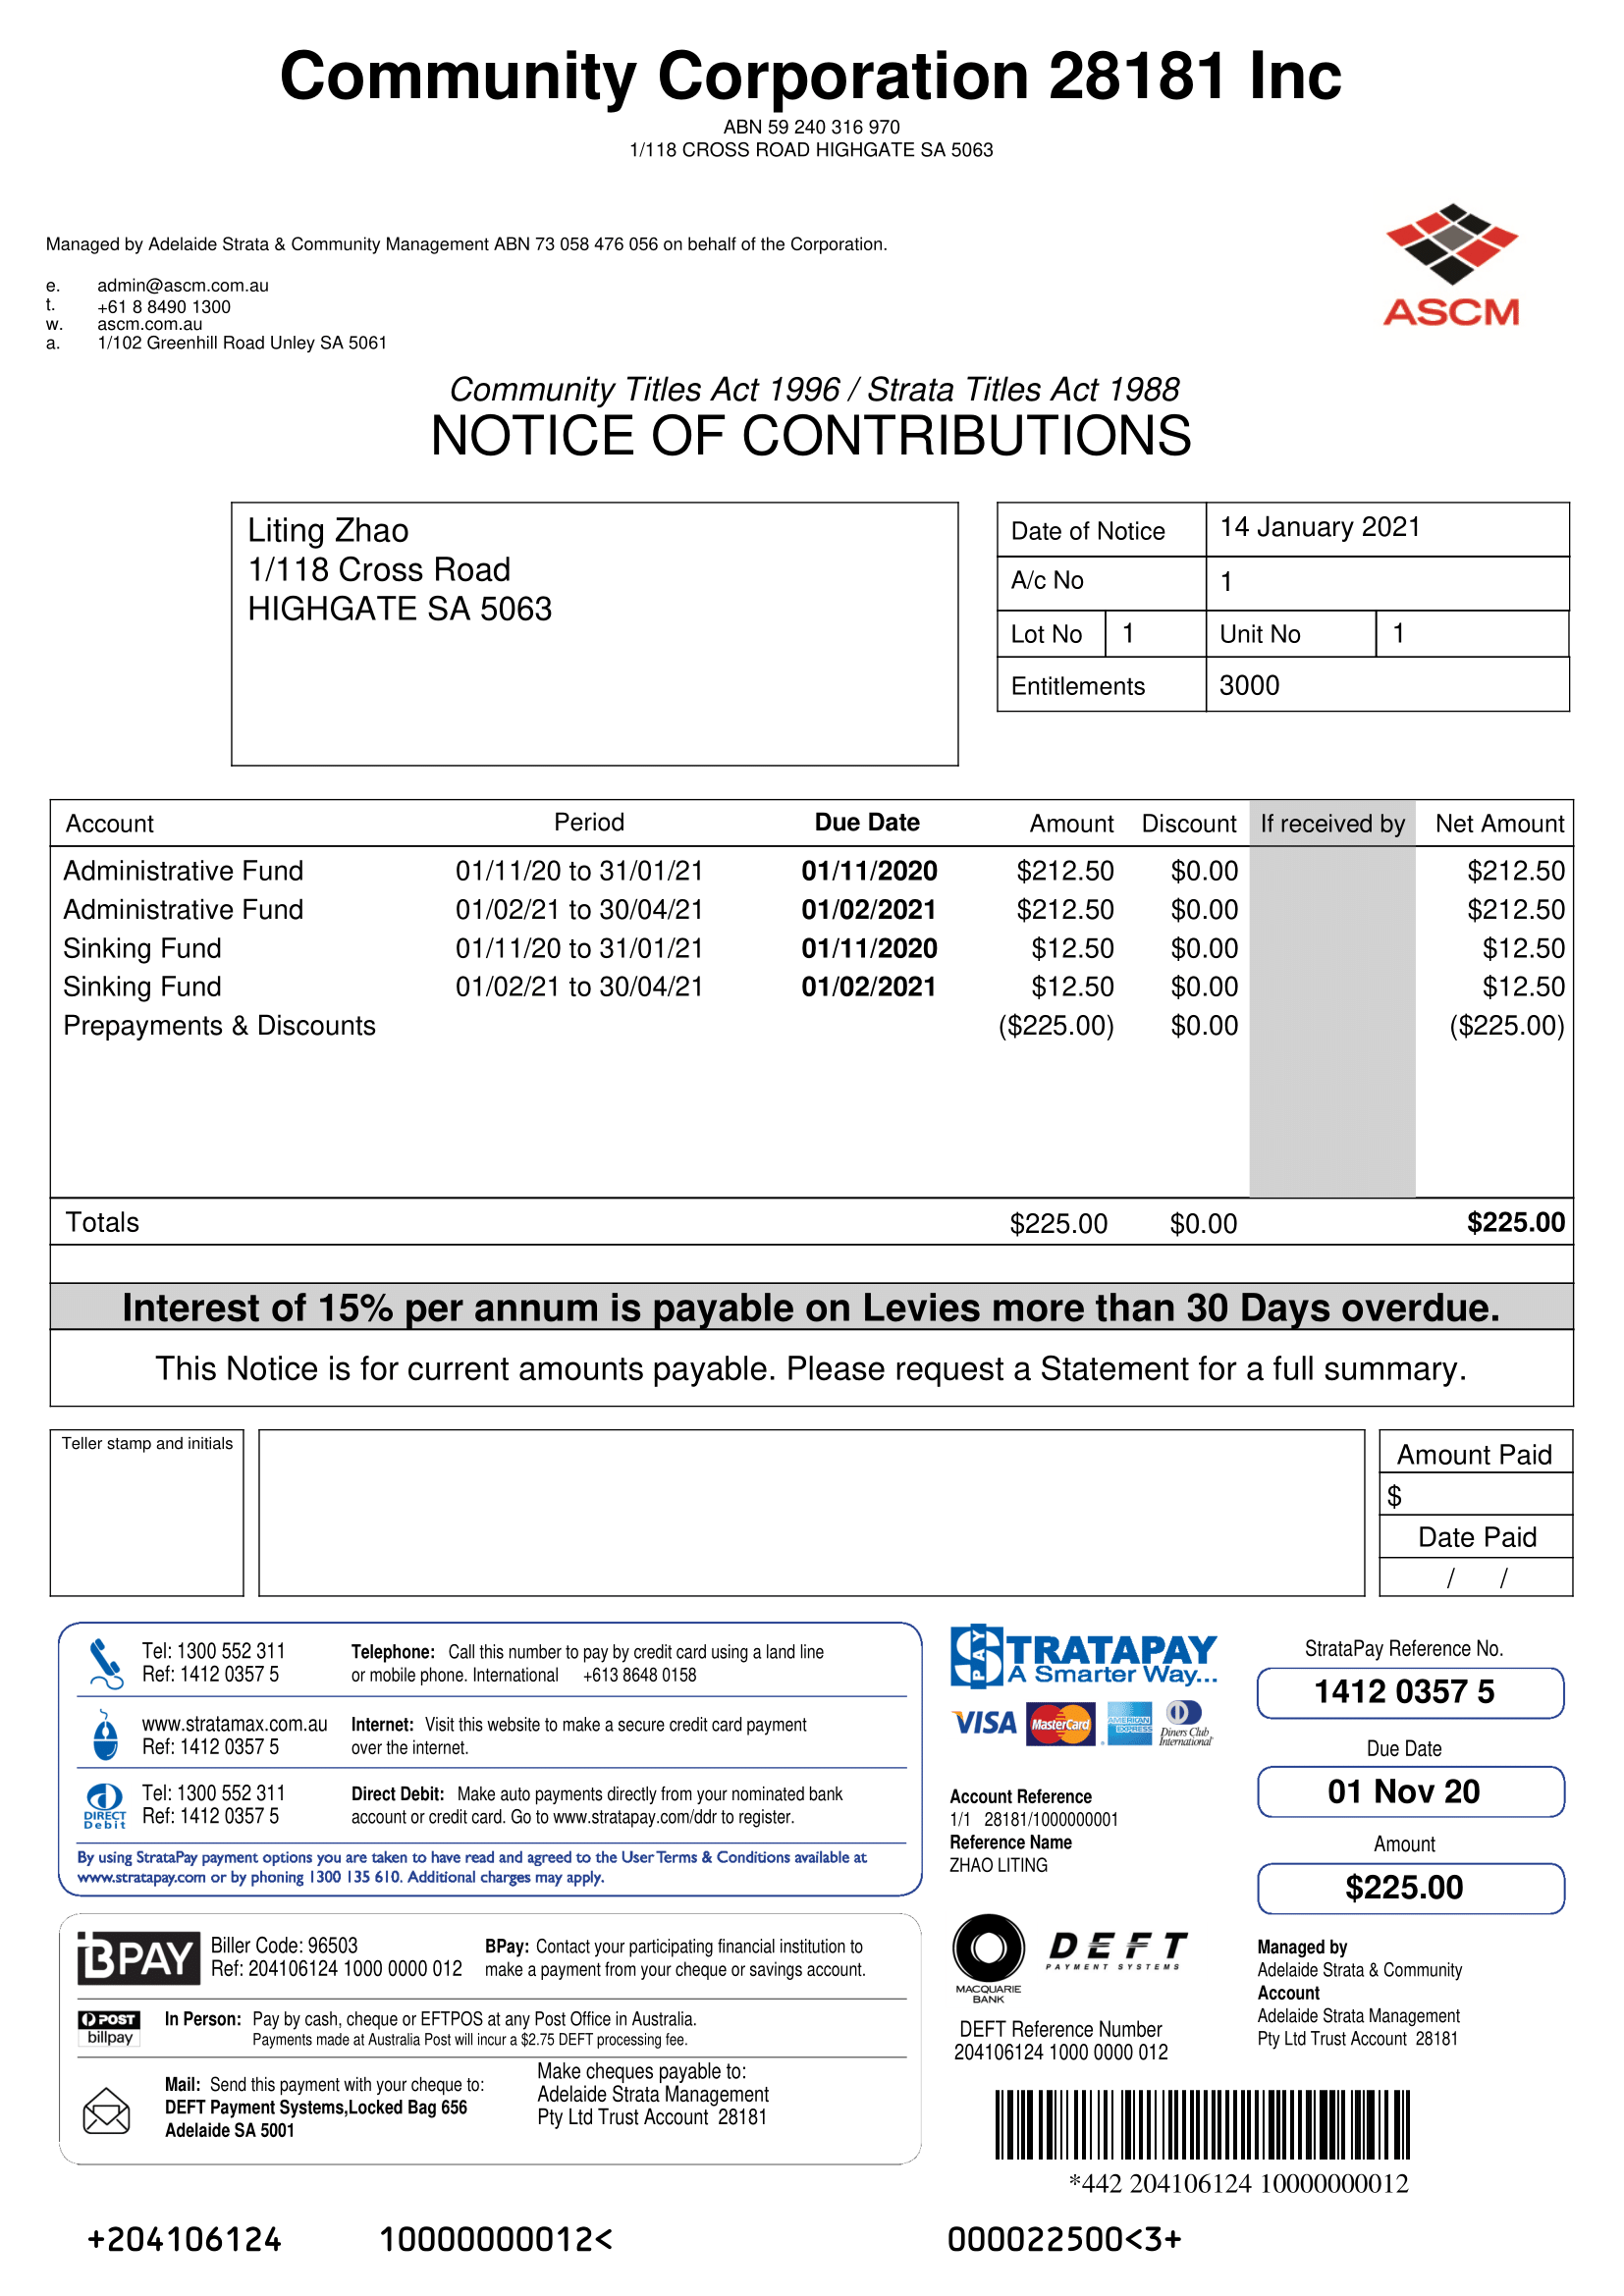 Community Corporation 28181 Inc
ABN 59 240 316 970
1/118 CROSS ROAD HIGHGATE SA 5063
Managed by Adelaide Strata & Community Management ABN 73 058 476 056 on behalf of the Corporation.
e. admin@ascm.com.au
t. +61 8 8490 1300
w. ascm.com.au
a. 1/102 Greenhill Road Unley SA 5061
ASCM
Community Titles Act 1996 / Strata Titles Act 1988
NOTICE OF CONTRIBUTIONS
Liting Zhao
1/118 Cross Road
HIGHGATE SA 5063
Date of Notice 14 January 2021
A/c No 1
Lot No 1 Unit No 1
Entitlements 3000
Account Period Due Date Amount Discount If received by Net Amount
Administrative Fund 01/11/20 to 31/01/21 01/11/2020 $212.50 $0.00 $212.50
Administrative Fund 01/02/21 to 30/04/21 01/02/2021 $212.50 $0.00 $212.50
Sinking Fund 01/11/20 to 31/01/21 01/11/2020 $12.50 $0.00 $12.50
Sinking Fund 01/02/21 to 30/04/21 01/02/2021 $12.50 $0.00 $12.50
Prepayments & Discounts ($225.00) $0.00 ($225.00)
Totals $225.00 $0.00 $225.00
Interest of 15% per annum is payable on Levies more than 30 Days overdue.
This Notice is for current amounts payable. Please request a Statement for a full summary.
Teller stamp and initials
Amount Paid
$
Date Paid
/ /
Tel: 1300 552 311
Ref: 1412 0357 5
Telephone: Call this number to pay by credit card using a land line
or mobile phone. International +613 8648 0158
www.stratamax.com.au
Ref: 1412 0357 5
Internet: Visit this website to make a secure credit card payment
over the internet.
DIRECT
Debit
Tel: 1300 552 311
Ref: 1412 0357 5
Direct Debit: Make auto payments directly from your nominated bank
account or credit card. Go to www.stratapay.com/ddr to register.
By using StrataPay payment options you are taken to have read and agreed to the User Terms & Conditions available at
www.stratapay.com or by phoning 1300 135 610. Additional charges may apply.
STRATAPAY
PAY
A Smarter Way...
VISA MasterCard AMERICAN EXPRESS Diners Club International
Account Reference
1/1 28181/1000000001
Reference Name
ZHAO LITING
StrataPay Reference No.
1412 0357 5
Due Date
01 Nov 20
Amount
$225.00
BPAY
Biller Code: 96503
Ref: 204106124 1000 0000 012
BPay: Contact your participating financial institution to
make a payment from your cheque or savings account.
POST
billpay
In Person: Pay by cash, cheque or EFTPOS at any Post Office in Australia.
Payments made at Australia Post will incur a $2.75 DEFT processing fee.
Mail: Send this payment with your cheque to:
DEFT Payment Systems,Locked Bag 656
Adelaide SA 5001
Make cheques payable to:
Adelaide Strata Management
Pty Ltd Trust Account 28181
MACQUARIE
BANK
DEFT
PAYMENT SYSTEMS
DEFT Reference Number
204106124 1000 0000 012
Managed by
Adelaide Strata & Community
Account
Adelaide Strata Management
Pty Ltd Trust Account 28181
*442 204106124 10000000012
+204106124 10000000012< 000022500<3+